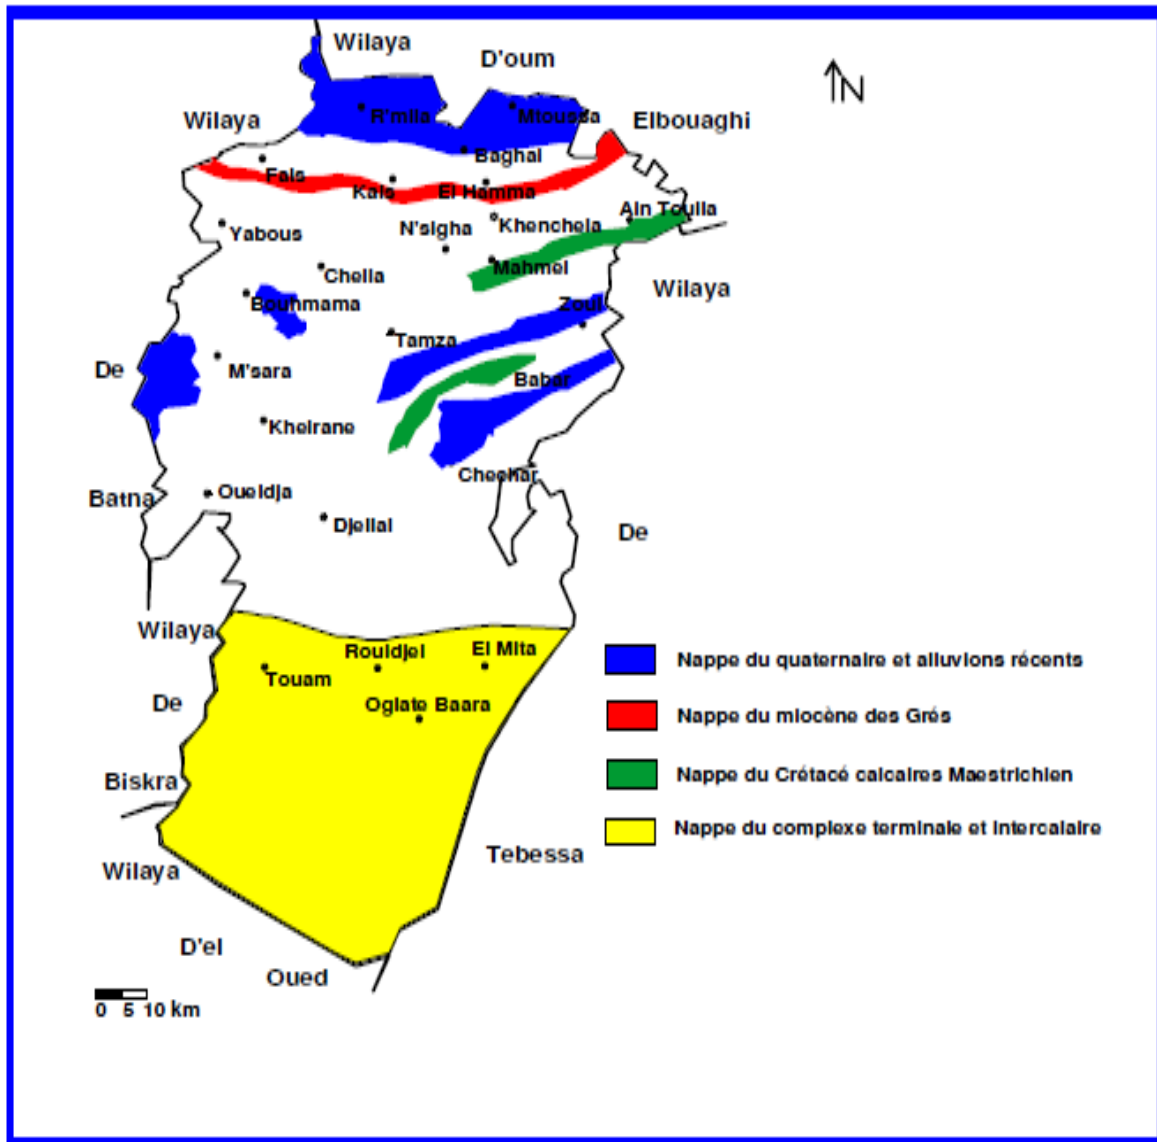 Wilaya
D'oum
N
R'mila
Mtoussa
Wilaya
Elbouaghi
Baghai
Fais
Kais
El Hamma
Ain Touila
N'sigha
Khenchela
Yabous
Chelia
Mahmel
Wilaya
Bouhmama
Zoui
Tamza
De
M'sara
Babar
Kheirane
Chechar
Batna
Oueldja
Djellal
De
Wilaya
Rouidjel
El Mita
Nappe du quaternaire et alluvions récents
Touam
De
Oglate Baara
Nappe du miocène des Grés
Biskra
Nappe du Crétacé calcaires Maestrichien
Nappe du complexe terminale et intercalaire
Tebessa
Wilaya
D'el
Oued
0 5 10 km